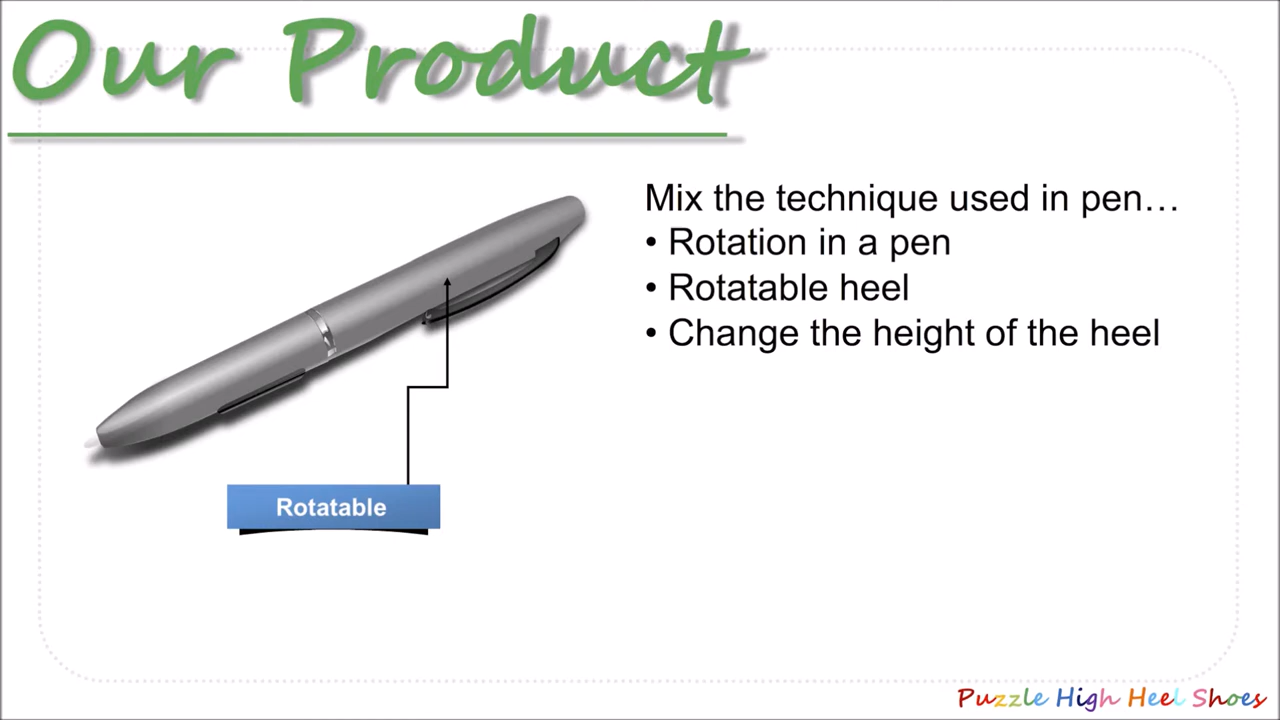 Our Product
Mix the technique used in pen…
• Rotation in a pen
• Rotatable heel
• Change the height of the heel
Rotatable
Puzzle High Heel Shoes